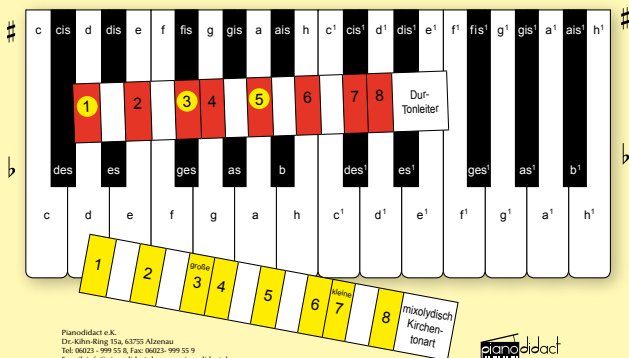 ♯ c cis d dis e f fis g gis a ais h c¹ cis¹ d¹ dis¹ e¹ f¹ fis¹ g¹ gis¹ a¹ ais¹ h¹ ♯
1 2 3 4 5 6 7 8 Dur-
Tonleiter
♭ des es ges as b des¹ es¹ ges¹ as¹ b¹ ♭
c d e f g a h c¹ d¹ e¹ f¹ g¹ a¹ h¹
1 2 große 3 4 5 6 kleine 7 8 mixolydisch
Kirchen-
tonart
Pianodidact e.K.
Dr.-Kihn-Ring 15a, 63755 Alzenau
Tel: 06023 - 999 55 8, Fax: 06023- 999 55 9
pianodidact